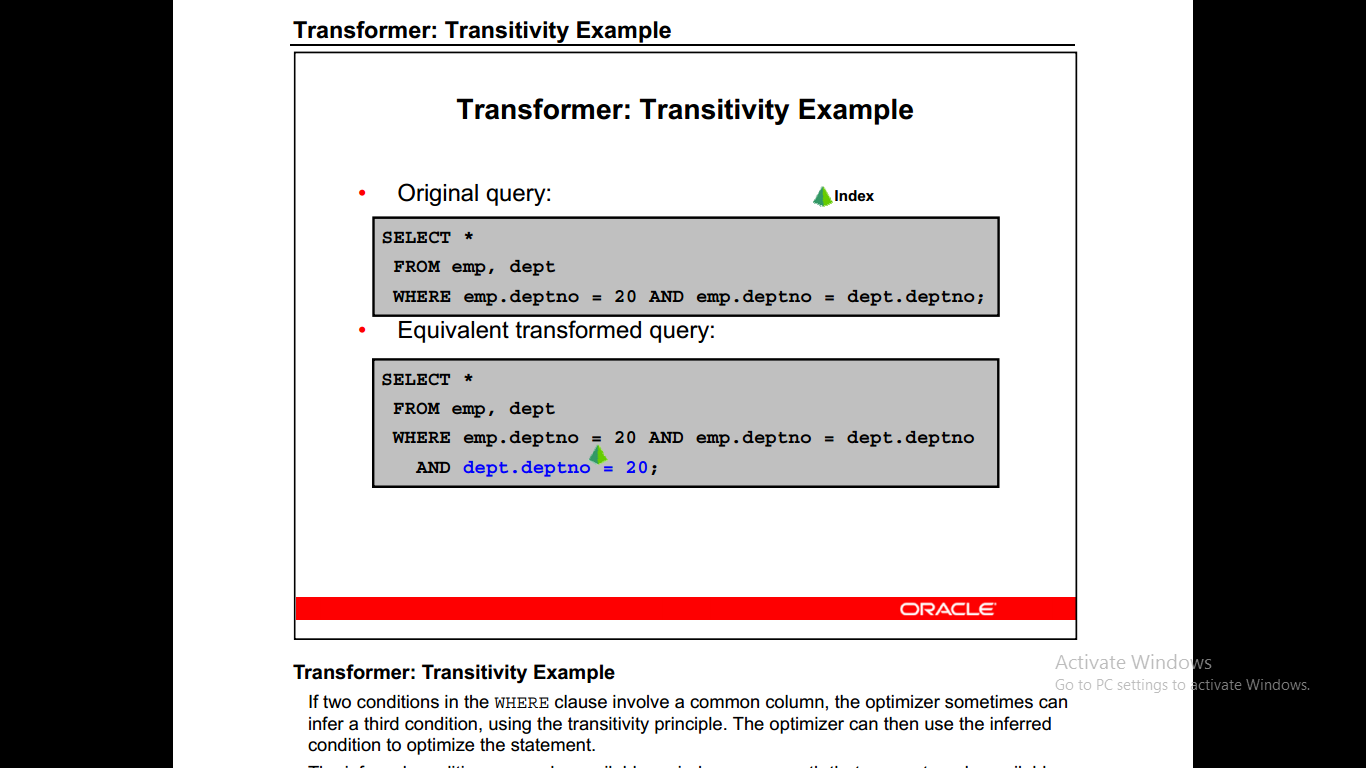 Transformer: Transitivity Example
Transformer: Transitivity Example
• Original query:
Index
SELECT *
FROM emp, dept
WHERE emp.deptno = 20 AND emp.deptno = dept.deptno;
• Equivalent transformed query:
SELECT *
FROM emp, dept
WHERE emp.deptno = 20 AND emp.deptno = dept.deptno
AND dept.deptno = 20;
ORACLE
Transformer: Transitivity Example
If two conditions in the WHERE clause involve a common column, the optimizer sometimes can
infer a third condition, using the transitivity principle. The optimizer can then use the inferred
condition to optimize the statement.
Activate Windows
Go to PC settings to activate Windows.